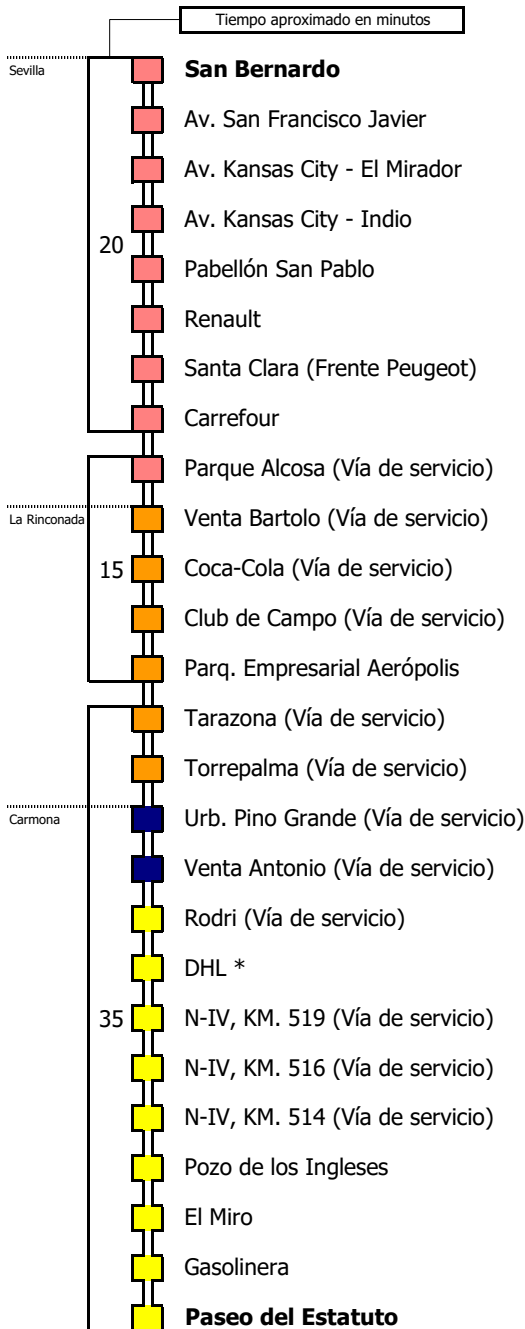 Tiempo aproximado en minutos
Sevilla
San Bernardo
Av. San Francisco Javier
Av. Kansas City - El Mirador
Av. Kansas City - Indio
20
Pabellón San Pablo
Renault
Santa Clara (Frente Peugeot)
Carrefour
Parque Alcosa (Vía de servicio)
La Rinconada
Venta Bartolo (Vía de servicio)
15
Coca-Cola (Vía de servicio)
Club de Campo (Vía de servicio)
Parq. Empresarial Aerópolis
Tarazona (Vía de servicio)
Torrepalma (Vía de servicio)
Carmona
Urb. Pino Grande (Vía de servicio)
Venta Antonio (Vía de servicio)
Rodri (Vía de servicio)
DHL *
35
N-IV, KM. 519 (Vía de servicio)
N-IV, KM. 516 (Vía de servicio)
N-IV, KM. 514 (Vía de servicio)
Pozo de los Ingleses
El Miro
Gasolinera
Paseo del Estatuto